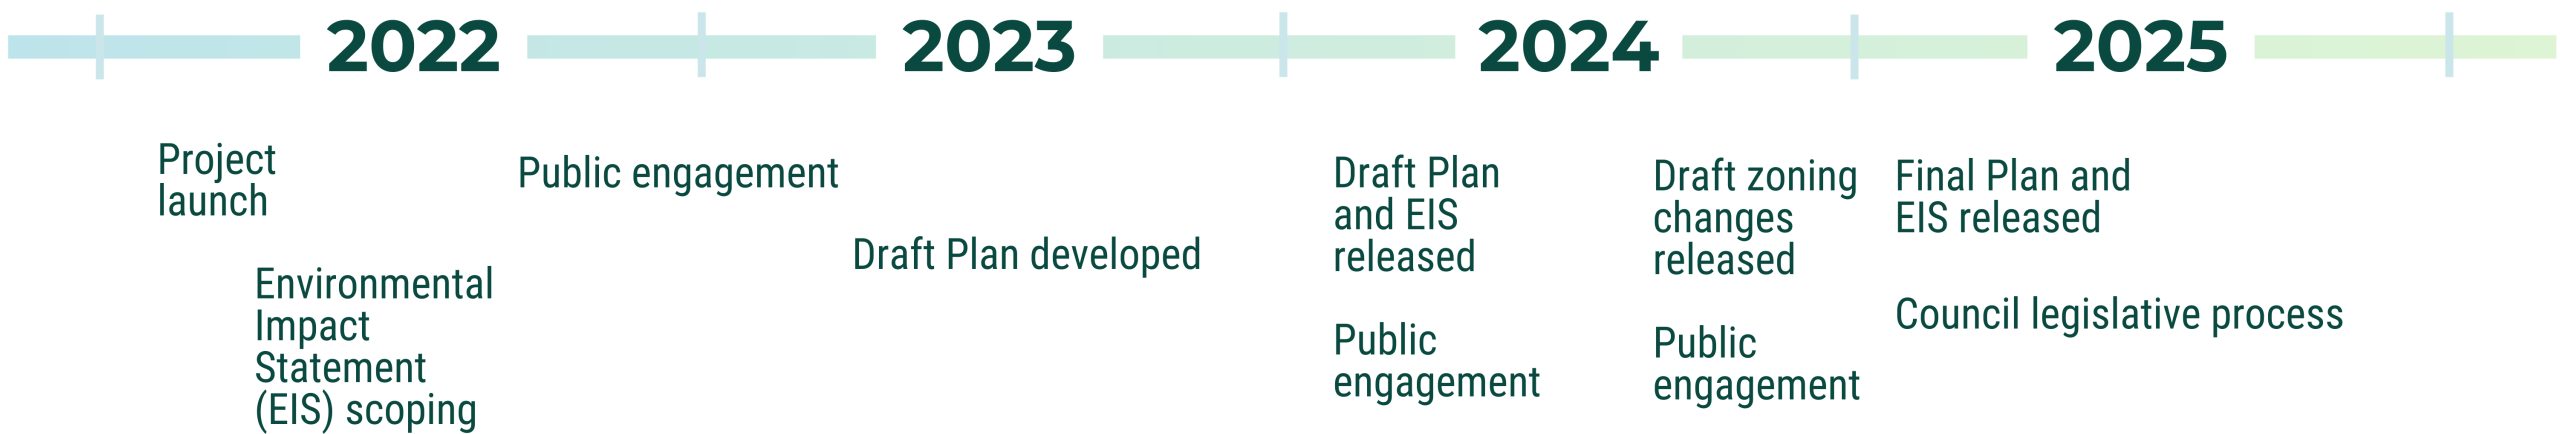 2022
2023
2024
2025
Project
launch
Environmental
Impact
Statement
(EIS) scoping
Public engagement
Draft Plan developed
Draft Plan
and EIS
released
Public
engagement
Draft zoning
changes
released
Public
engagement
Final Plan and
EIS released
Council legislative process